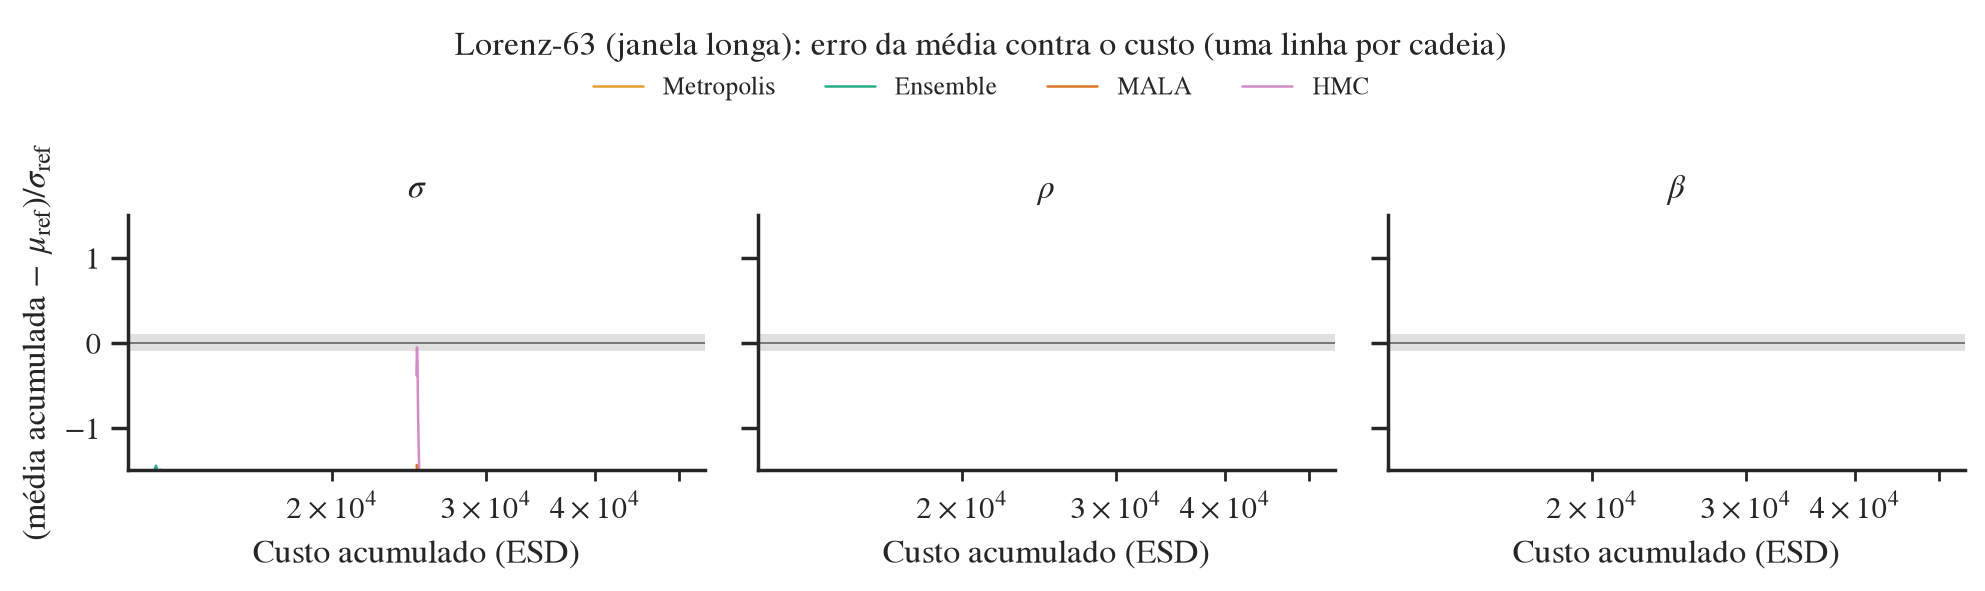 Lorenz-63 (janela longa): erro da média contra o custo (uma linha por cadeia)
Metropolis Ensemble MALA HMC
(média acumulada − μ_ref)/σ_ref
σ
1
0
−1
2 × 10⁴ 3 × 10⁴ 4 × 10⁴
Custo acumulado (ESD)
ρ
2 × 10⁴ 3 × 10⁴ 4 × 10⁴
Custo acumulado (ESD)
β
2 × 10⁴ 3 × 10⁴ 4 × 10⁴
Custo acumulado (ESD)